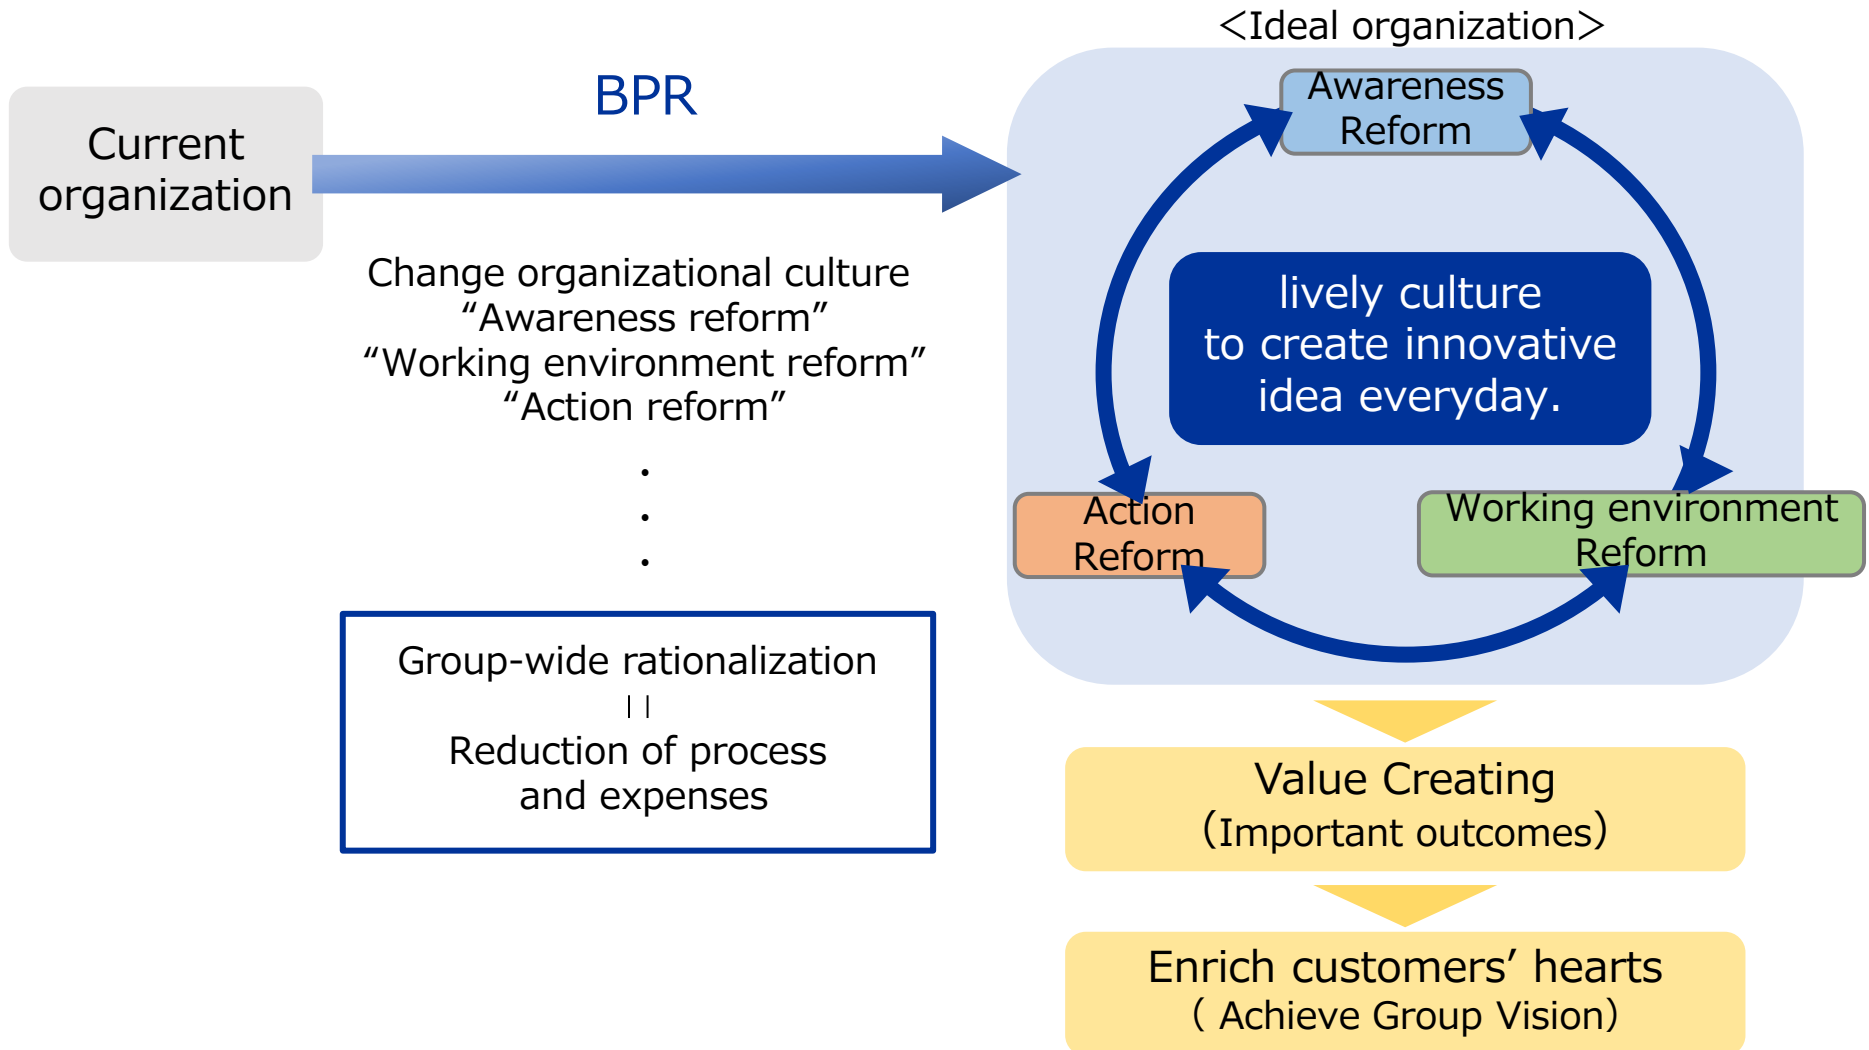 <Ideal organization>
Current
organization
BPR
Change organizational culture
“Awareness reform”
“Working environment reform”
“Action reform”
・
・
・
Group-wide rationalization
||
Reduction of process
and expenses
Awareness
Reform
lively culture
to create innovative
idea everyday.
Action
Reform
Working environment
Reform
Value Creating
(Important outcomes)
Enrich customers’ hearts
( Achieve Group Vision)